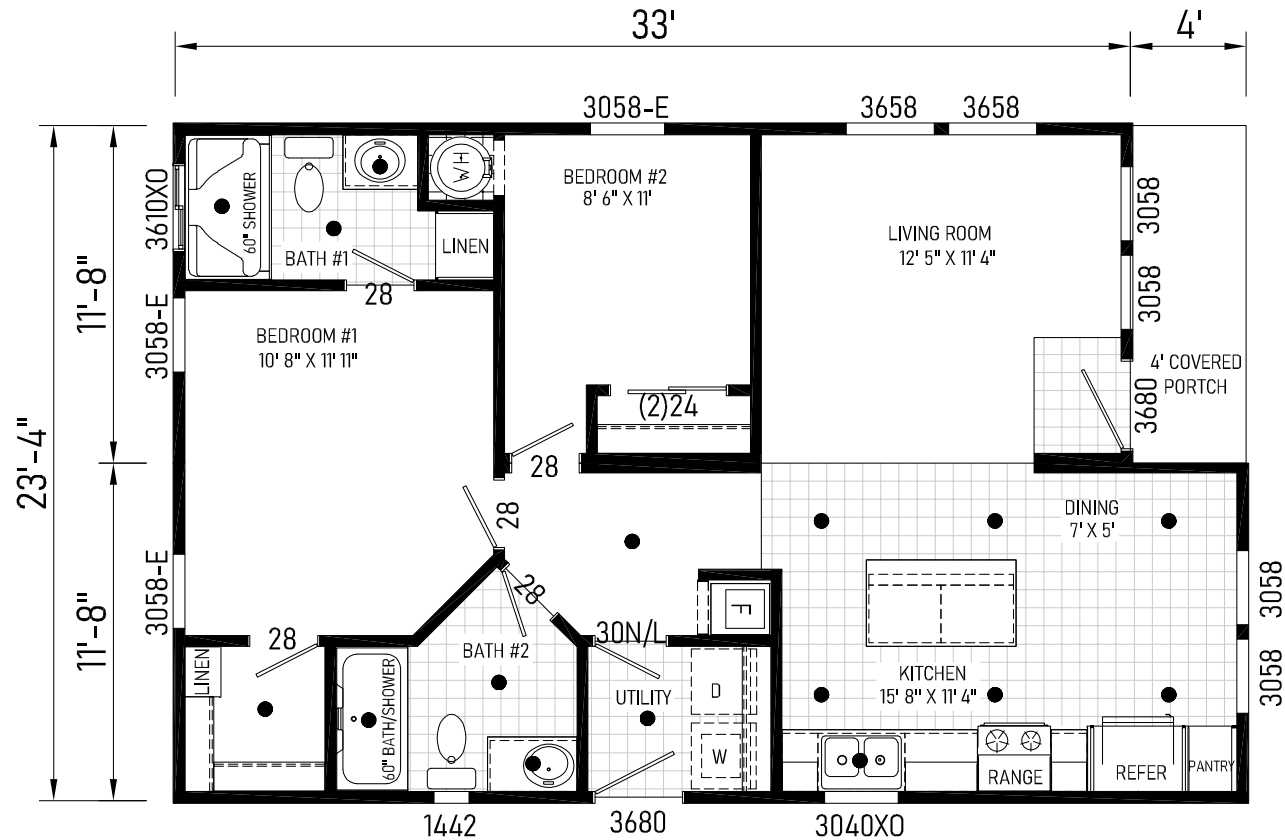 33'
4'
3058-E
3658
3658
23'-4"
11'-8"
11'-8"
3610XO
3058-E
3058-E
60" SHOWER
BATH #1
28
HW
LINEN
BEDROOM #2
8' 6" X 11'
LIVING ROOM
12' 5" X 11' 4"
3058
3058
BEDROOM #1
10' 8" X 11' 11"
4' COVERED
PORTCH
3680
(2)24
28
28
28
DINING
7' X 5'
3058
3058
F
28
30N/L
LINEN
BATH #2
60" BATH/SHOWER
UTILITY
D
W
KITCHEN
15' 8" X 11' 4"
RANGE
REFER
PANTRY
1442
3680
3040XO